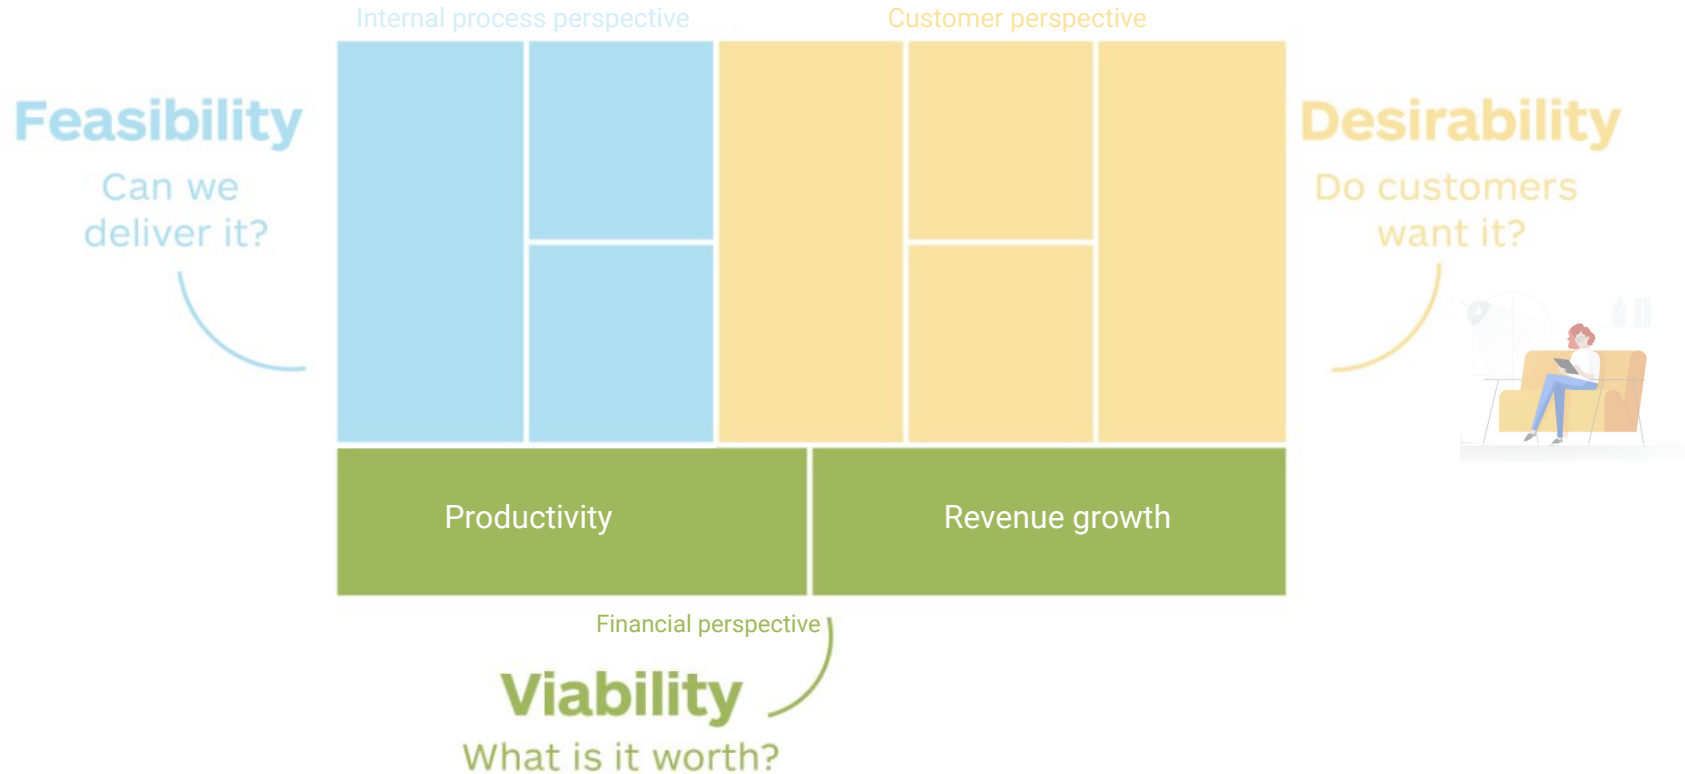 Internal process perspective
Customer perspective
Feasibility
Can we
deliver it?
Desirability
Do customers
want it?
Productivity
Revenue growth
Financial perspective
Viability
What is it worth?